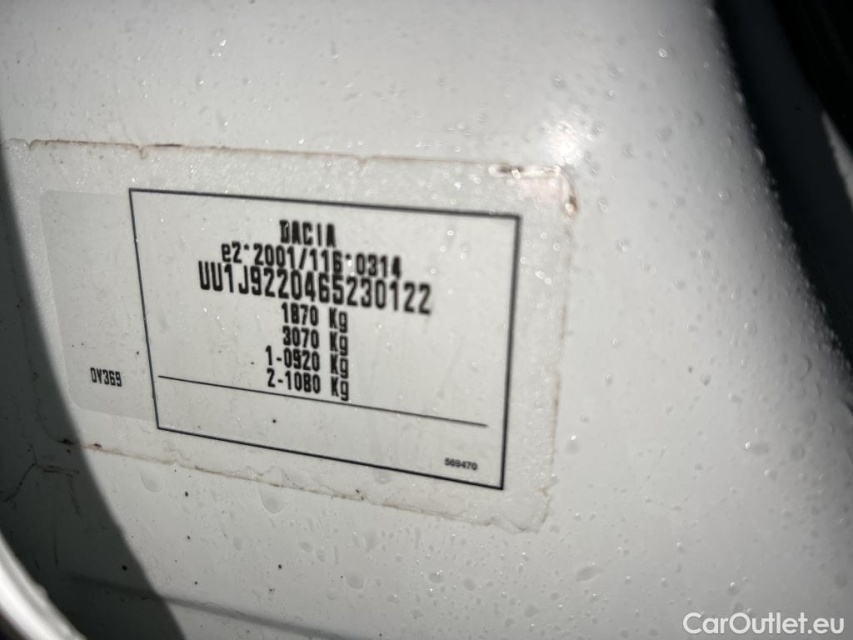 DACIA
e2*2001/116*0314
UU1J9220465230122
1870 Kg
3070 Kg
1-0920 Kg
2-1080 Kg
0V369
569470
CarOutlet.eu